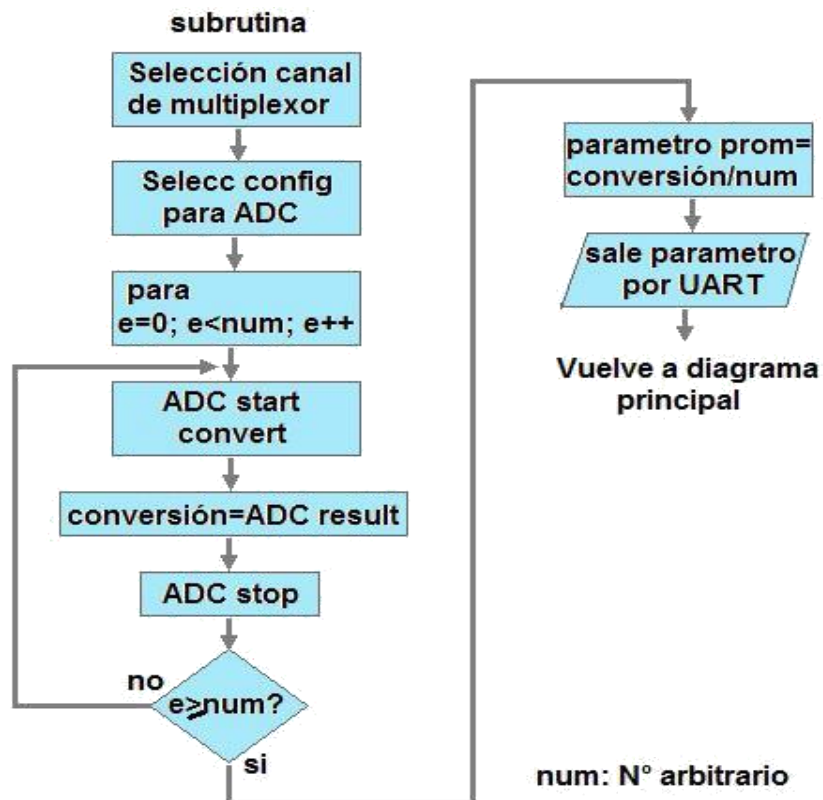 subrutina
Selección canal
de multiplexor
Selecc config
para ADC
para
e=0; e<num; e++
ADC start
convert
conversión=ADC result
ADC stop
no
e≥num?
si
parametro prom=
conversión/num
sale parametro
por UART
Vuelve a diagrama
principal
num: N° arbitrario